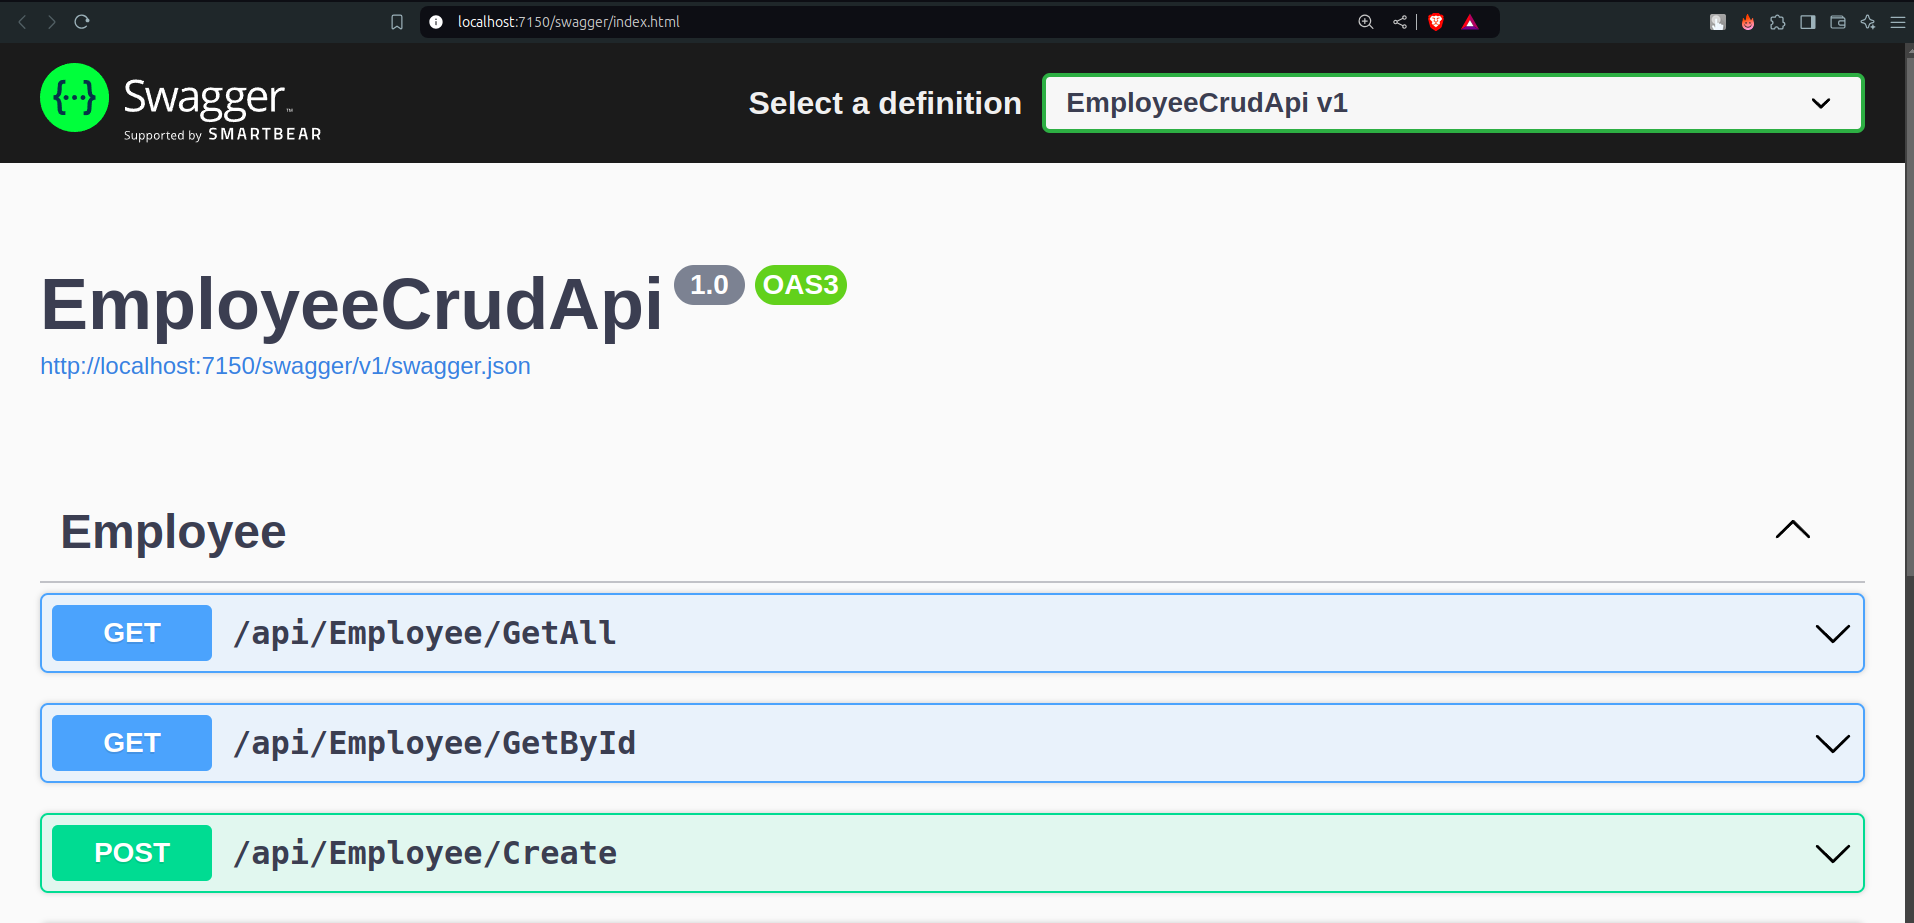 localhost:7150/swagger/index.html
{...} Swagger™
Supported by SMARTBEAR
Select a definition
EmployeeCrudApi v1
EmployeeCrudApi 1.0 OAS3
http://localhost:7150/swagger/v1/swagger.json
Employee
GET /api/Employee/GetAll
GET /api/Employee/GetById
POST /api/Employee/Create